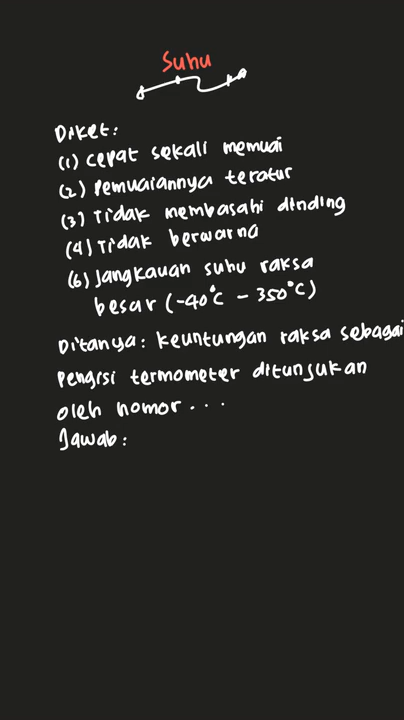 Suhu
Diket:
(1) cepat sekali memuai
(2) Pemuaiannya teratur
(3) Tidak membasahi dinding
(4) Tidak berwarna
(6) Jangkauan suhu raksa
besar (-40°C - 350°C)
Ditanya: Keuntungan raksa sebagai
Pengisi termometer ditunjukan
oleh nomor...
Jawab: